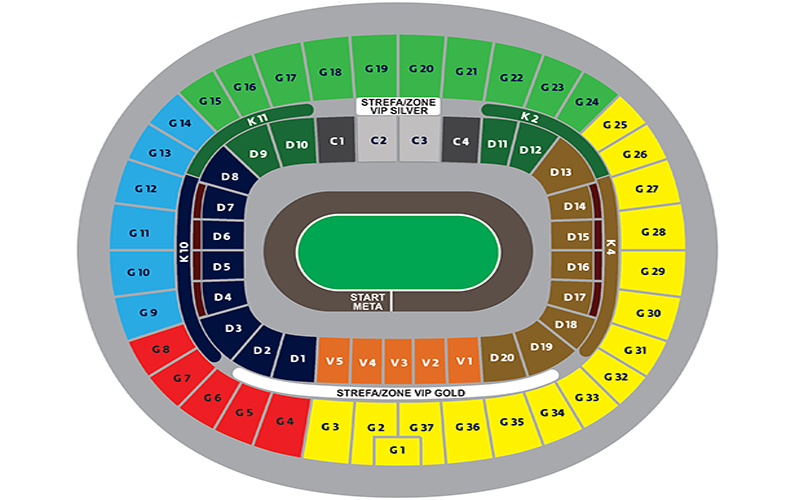 G 19
G 20
G 18
G 21
G 17
G 22
G 16
G 23
G 15
G 24
STREFA/ZONE
VIP SILVER
G 14
K 11
K 2
G 25
C1
C2
C3
C4
D10
D11
D9
D12
G 13
G 26
D8
D13
G 12
G 27
D7
D14
G 11
D6
D15
G 28
K 10
K 4
G 10
D5
D16
G 29
D4
START
META
D17
G 9
G 30
D3
D18
G 8
D2
D1
V5
V4
V3
V2
V1
D20
D19
G 31
G 7
G 32
STREFA/ZONE VIP GOLD
G 6
G 33
G 5
G 34
G 4
G 35
G 3
G 2
G 37
G 36
G 1